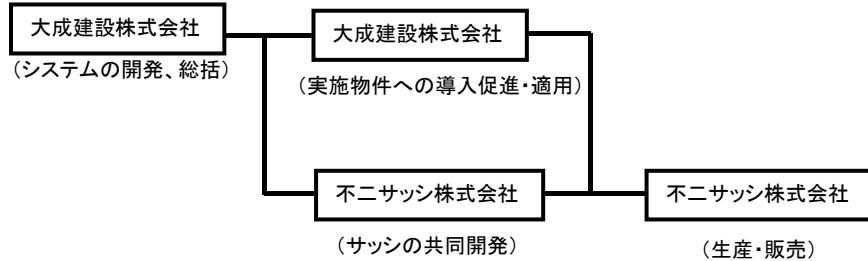 大成建設株式会社
（システムの開発、総括）
大成建設株式会社
（実施物件への導入促進・適用）
不二サッシ株式会社
（サッシの共同開発）
不二サッシ株式会社
（生産・販売）